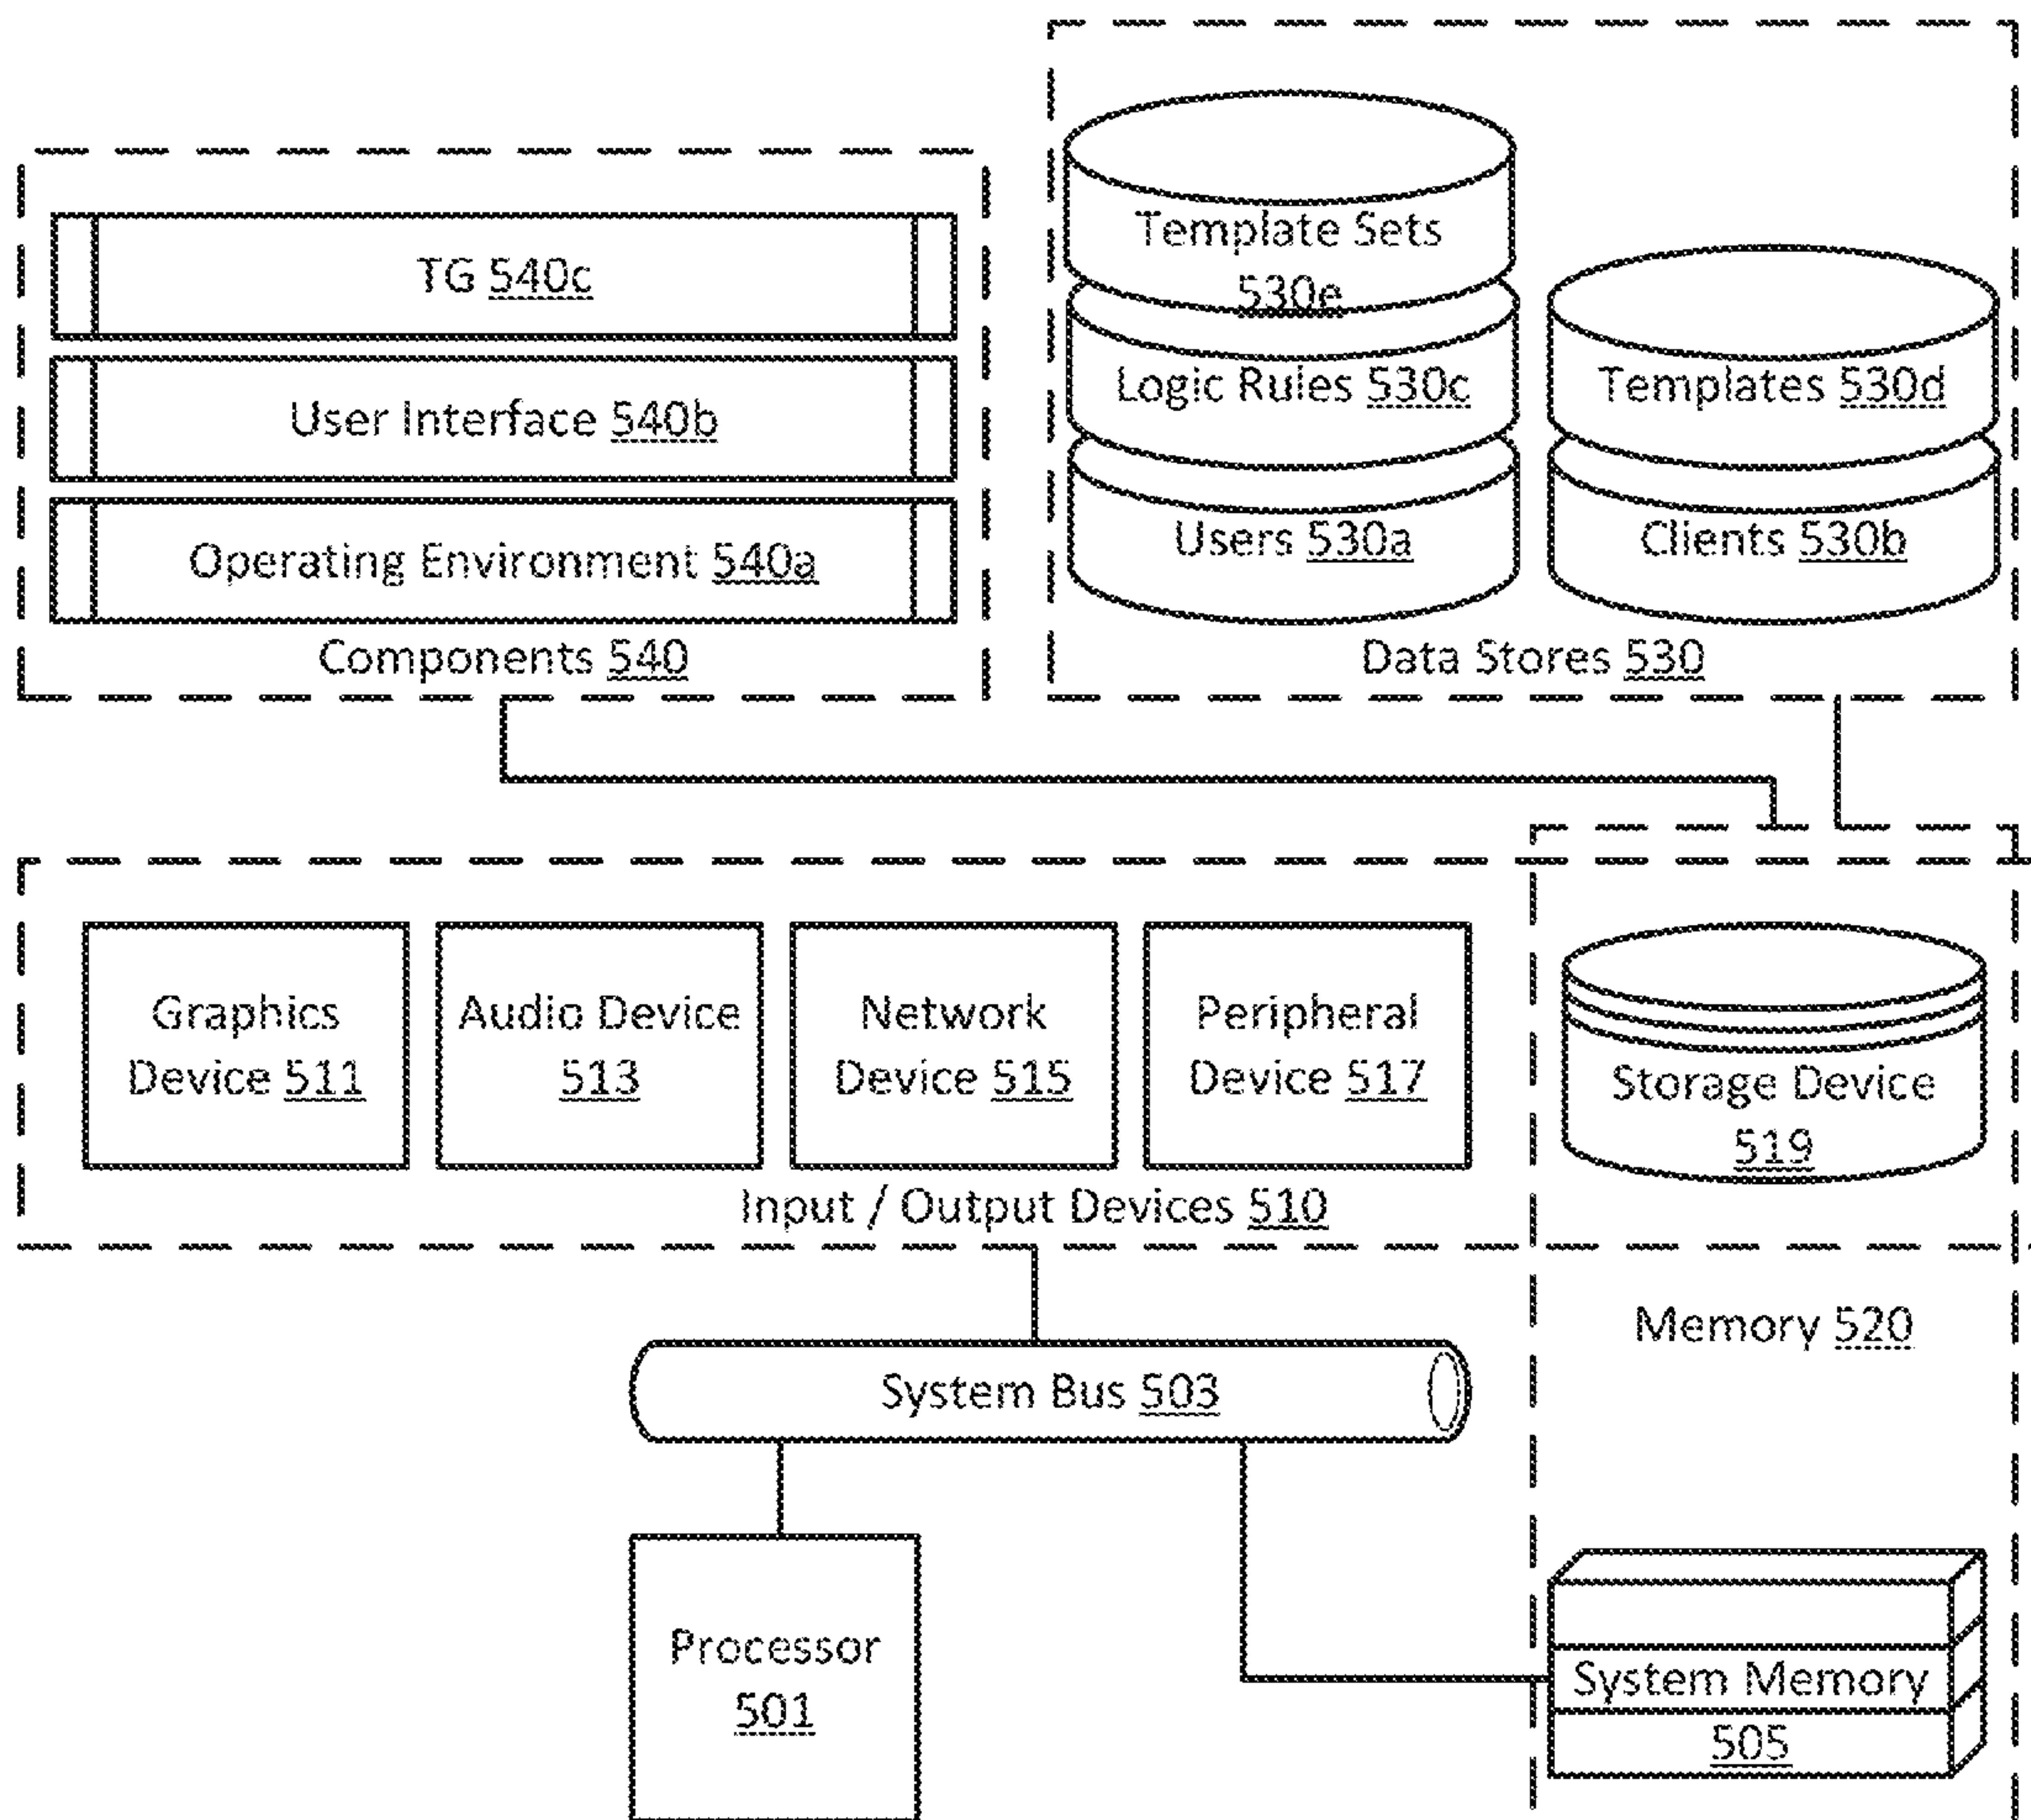 TG 540c
User Interface 540b
Operating Environment 540a
Components 540
Template Sets
530e
Logic Rules 530c
Users 530a
Templates 530d
Clients 530b
Data Stores 530
Graphics
Device 511
Audio Device
513
Network
Device 515
Peripheral
Device 517
Storage Device
519
Input / Output Devices 510
Memory 520
System Bus 503
Processor
501
System Memory
505